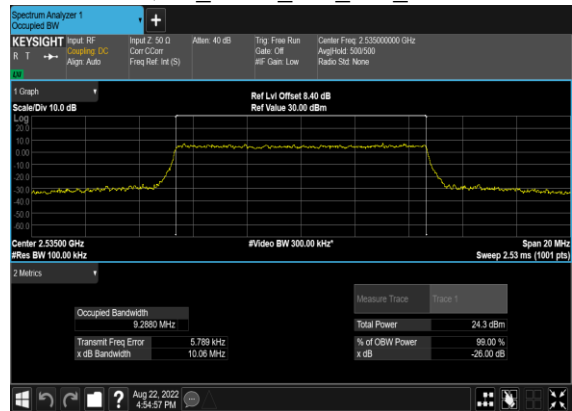 Spectrum Analyzer 1
Occupied BW
+
KEYSIGHT
R T
LW
Input: RF
Coupling: DC
Align: Auto
Input Z: 50 Ω
Corr CCorr
Freq Ref: Int (S)
Atten: 40 dB
Trig: Free Run
Gate: Off
#IF Gain: Low
Center Freq: 2.535000000 GHz
Avg|Hold: 500/500
Radio Std: None
1 Graph
Scale/Div 10.0 dB
Ref Lvl Offset 8.40 dB
Ref Value 30.00 dBm
Log
20.0
10.0
0.00
-10.0
-20.0
-30.0
-40.0
-50.0
-60.0
Center 2.53500 GHz
#Video BW 300.00 kHz*
Span 20 MHz
#Res BW 100.00 kHz
Sweep 2.53 ms (1001 pts)
2 Metrics
Measure Trace Trace 1
Occupied Bandwidth
9.2880 MHz
Total Power 24.3 dBm
Transmit Freq Error 5.789 kHz
% of OBW Power 99.00 %
x dB Bandwidth 10.06 MHz
x dB -26.00 dB
?
Aug 22, 2022
4:54:57 PM